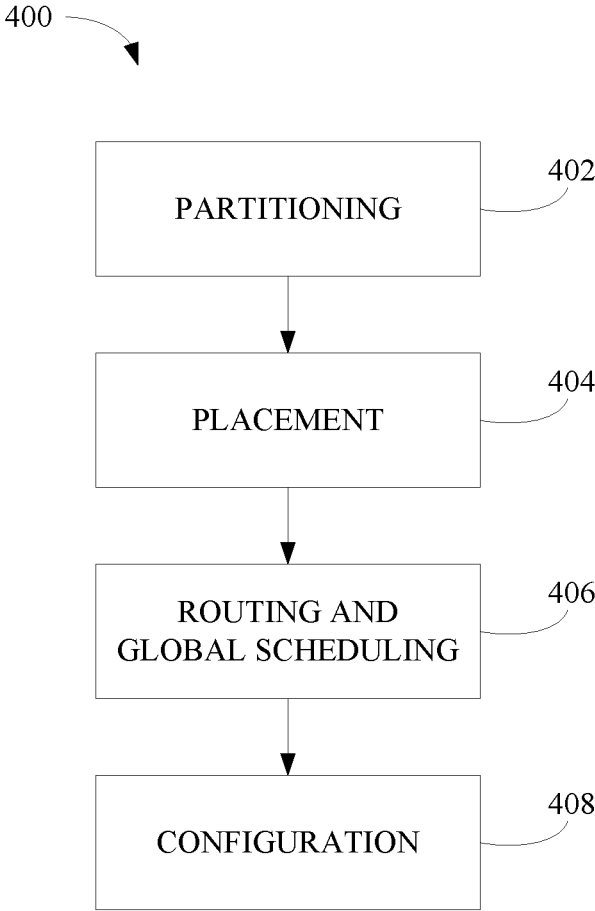 400
402
PARTITIONING
404
PLACEMENT
406
ROUTING AND
GLOBAL SCHEDULING
408
CONFIGURATION